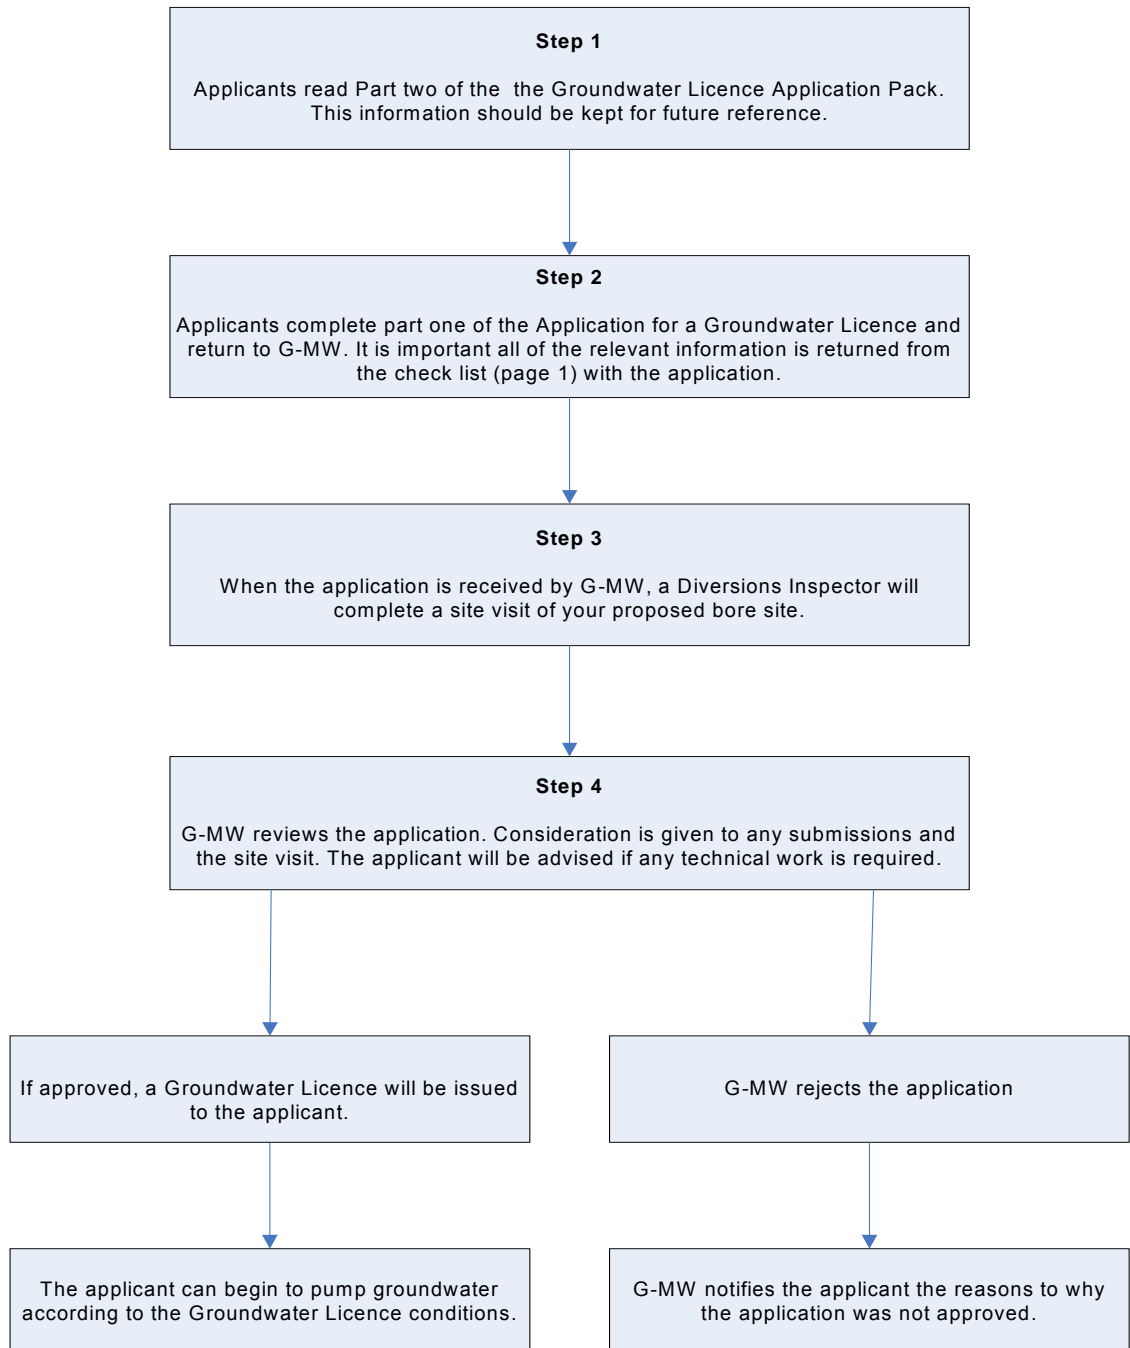 Step 1
Applicants read Part two of the the Groundwater Licence Application Pack.
This information should be kept for future reference.
Step 2
Applicants complete part one of the Application for a Groundwater Licence and
return to G-MW. It is important all of the relevant information is returned from
the check list (page 1) with the application.
Step 3
When the application is received by G-MW, a Diversions Inspector will
complete a site visit of your proposed bore site.
Step 4
G-MW reviews the application. Consideration is given to any submissions and
the site visit. The applicant will be advised if any technical work is required.
If approved, a Groundwater Licence will be issued
to the applicant.
G-MW rejects the application
The applicant can begin to pump groundwater
according to the Groundwater Licence conditions.
G-MW notifies the applicant the reasons to why
the application was not approved.